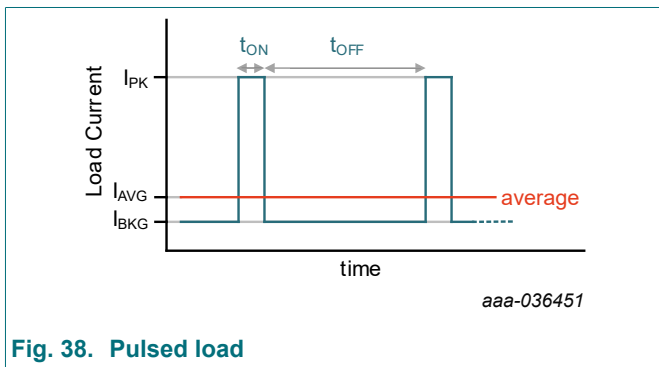 tON
tOFF
IPK
Load Current
IAVG
average
IBKG
time
aaa-036451
Fig. 38. Pulsed load